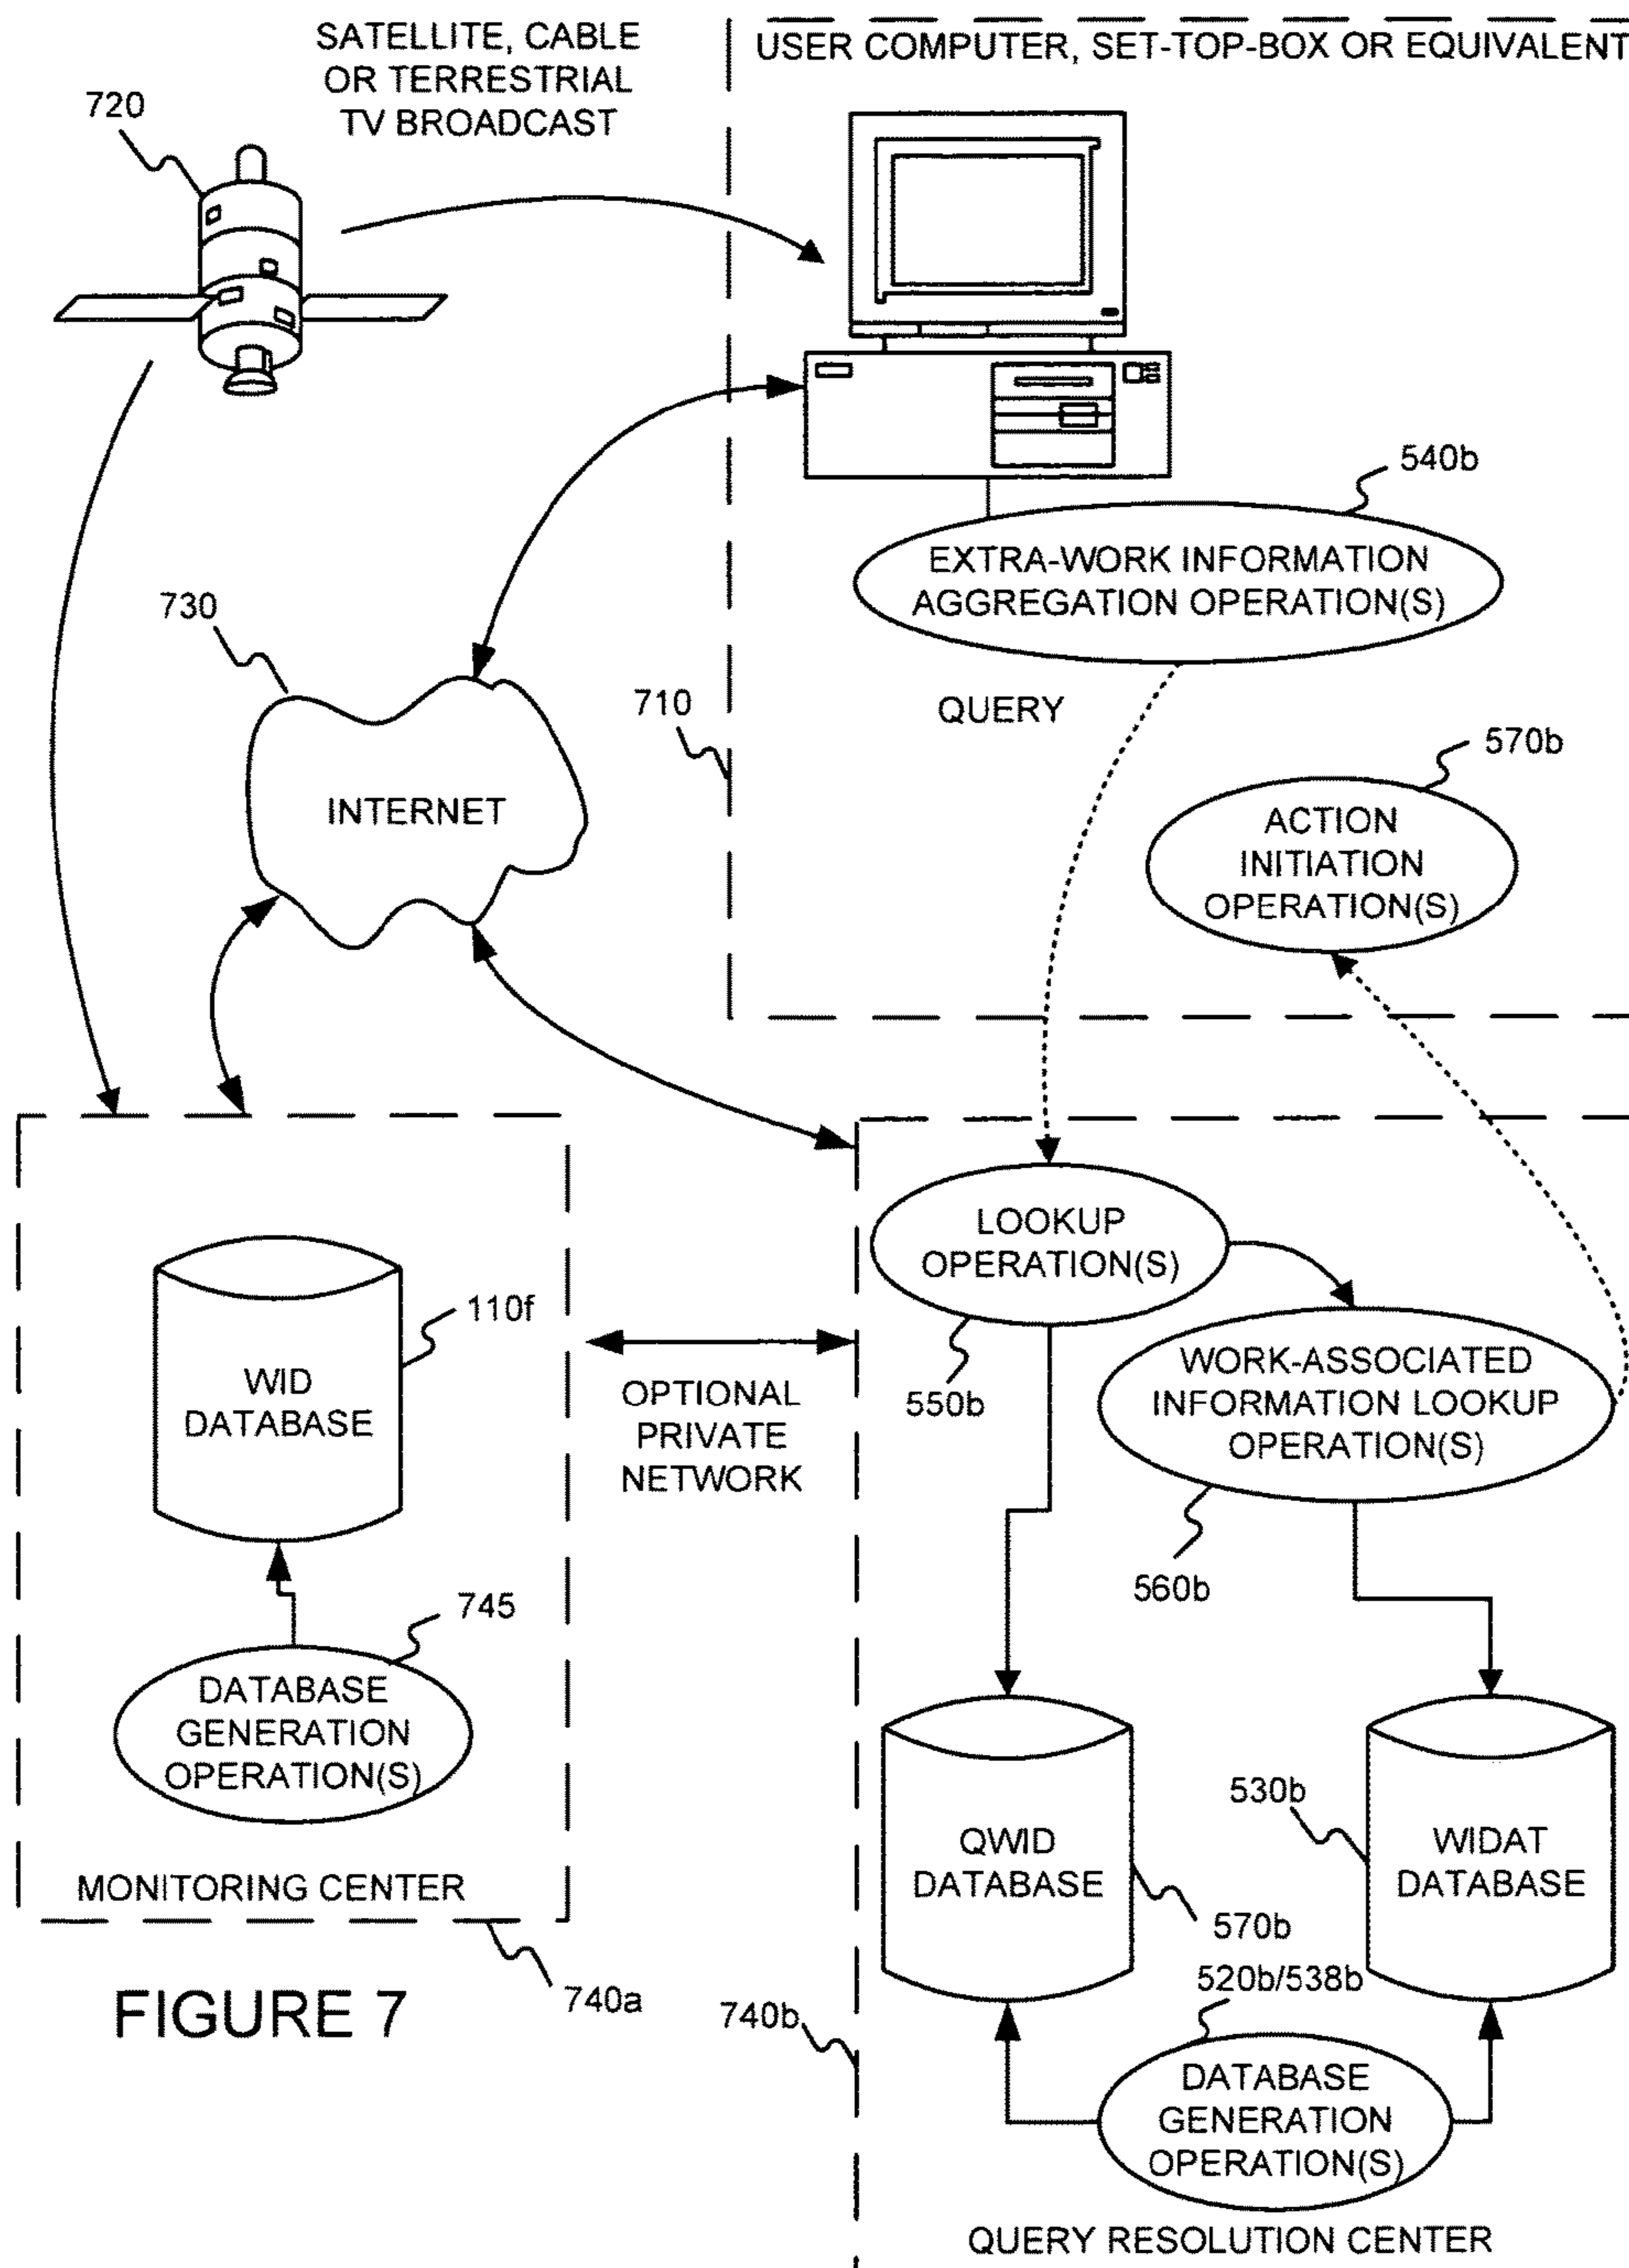 SATELLITE, CABLE
OR TERRESTRIAL
TV BROADCAST
720
USER COMPUTER, SET-TOP-BOX OR EQUIVALENT
540b
EXTRA-WORK INFORMATION
AGGREGATION OPERATION(S)
730
710
QUERY
570b
INTERNET
ACTION
INITIATION
OPERATION(S)
LOOKUP
OPERATION(S)
110f
WID
DATABASE
OPTIONAL
PRIVATE
NETWORK
550b
WORK-ASSOCIATED
INFORMATION LOOKUP
OPERATION(S)
560b
745
DATABASE
GENERATION
OPERATION(S)
530b
QWID
DATABASE
WIDAT
DATABASE
MONITORING CENTER
570b
740a
FIGURE 7
520b/538b
740b
DATABASE
GENERATION
OPERATION(S)
QUERY RESOLUTION CENTER